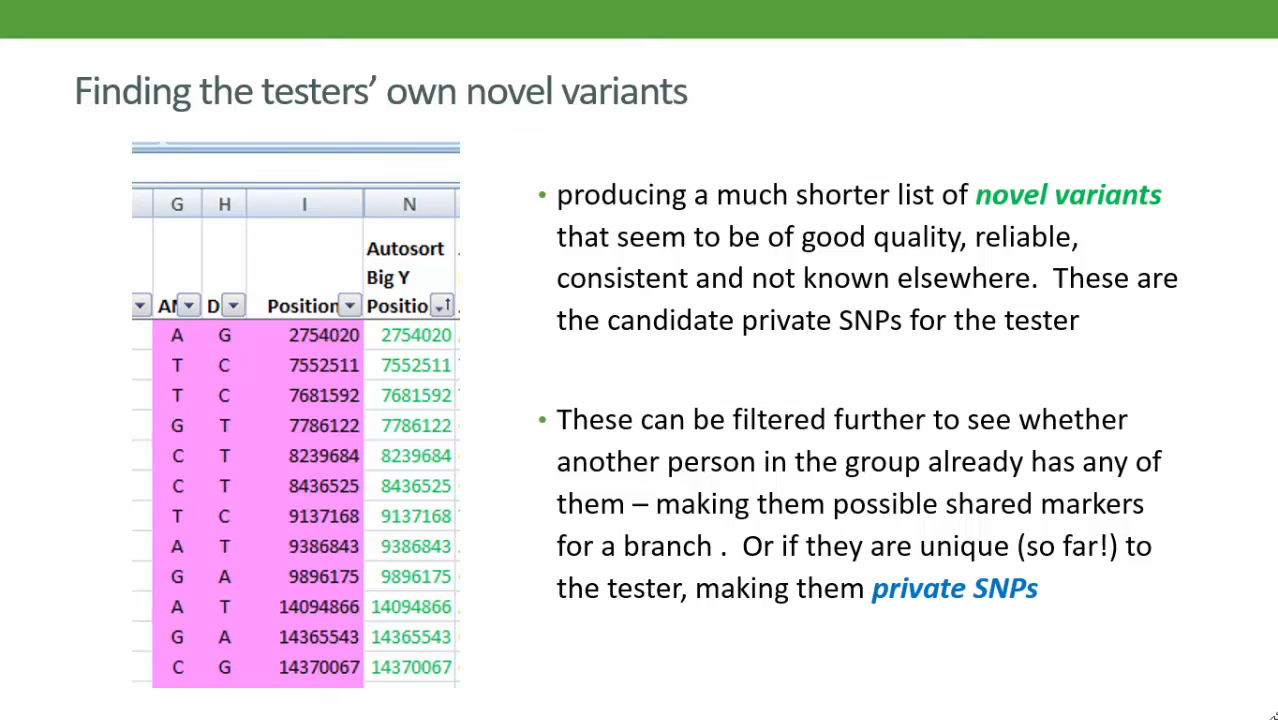 Finding the testers’ own novel variants
G H I N
Autosort
Big Y
AN D Position Positio
A G 2754020 2754020
T C 7552511 7552511
T C 7681592 7681592
G T 7786122 7786122
C T 8239684 8239684
C T 8436525 8436525
T C 9137168 9137168
A T 9386843 9386843
G A 9896175 9896175
A T 14094866 14094866
G A 14365543 14365543
C G 14370067 14370067
• producing a much shorter list of novel variants
that seem to be of good quality, reliable,
consistent and not known elsewhere. These are
the candidate private SNPs for the tester
• These can be filtered further to see whether
another person in the group already has any of
them – making them possible shared markers
for a branch . Or if they are unique (so far!) to
the tester, making them private SNPs